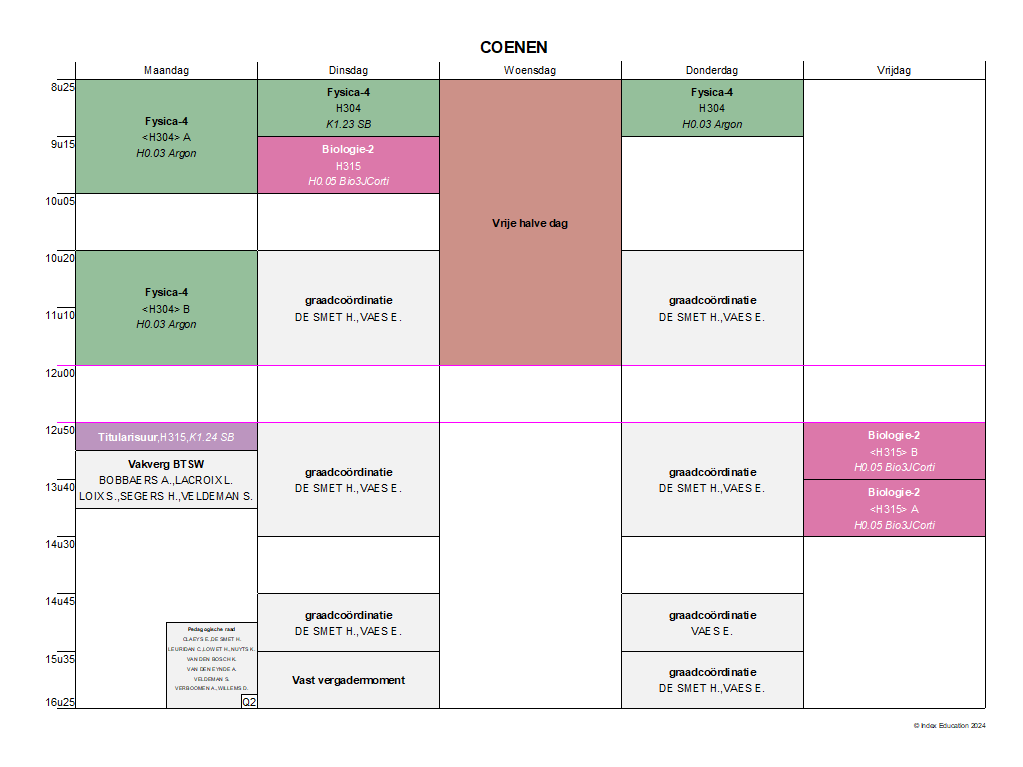 COENEN
Maandag
Dinsdag
Woensdag
Donderdag
Vrijdag
8u25
9u15
10u05
10u20
11u10
12u00
12u50
13u40
14u30
14u45
15u35
16u25
Fysica-4
<H304> A
H0.03 Argon
Fysica-4
<H304> B
H0.03 Argon
Titularisuur,H315,K1.24 SB
Vakverg BTSW
BOBBAERS A.,LACROIX L.
LOIX S.,SEGERS H.,VELDEMAN S.
Pedagogische raad
CLAEYS E.,DE SMET H.
LEURIDAN C.,LOWET H.,NUYTS K.
VAN DEN BOSCH K.
VAN DEN EYNDE A.
VELDEMAN S.
VERBOOMEN A.,WILLEMS D.
Q2
Fysica-4
H304
K1.23 SB
Biologie-2
H315
H0.05 Bio3JCorti
graadcoördinatie
DE SMET H.,VAES E.
graadcoördinatie
DE SMET H.,VAES E.
graadcoördinatie
DE SMET H.,VAES E.
Vast vergadermoment
Vrije halve dag
Fysica-4
H304
H0.03 Argon
graadcoördinatie
DE SMET H.,VAES E.
graadcoördinatie
DE SMET H.,VAES E.
graadcoördinatie
VAES E.
graadcoördinatie
DE SMET H.,VAES E.
Biologie-2
<H315> B
H0.05 Bio3JCorti
Biologie-2
<H315> A
H0.05 Bio3JCorti
© Index Education 2024